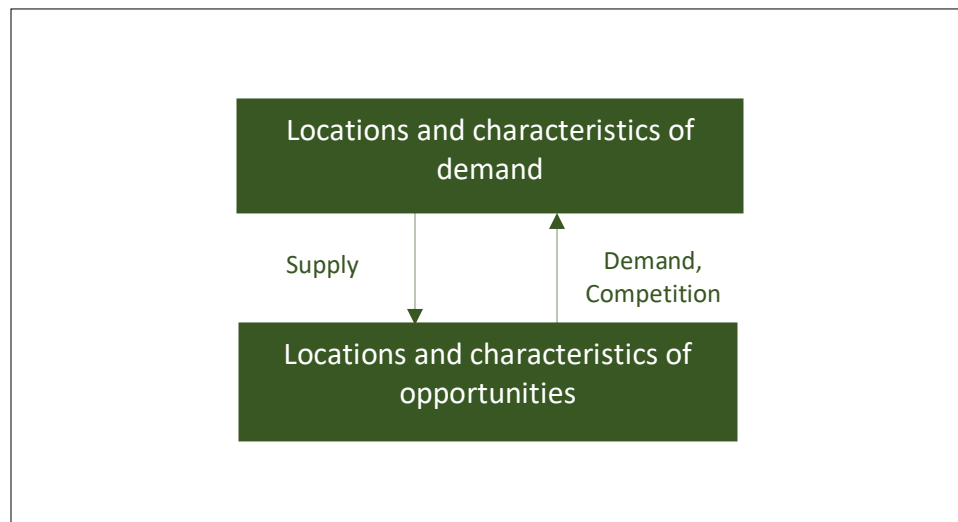 Locations and characteristics of
demand
Supply
Demand,
Competition
Locations and characteristics of
opportunities